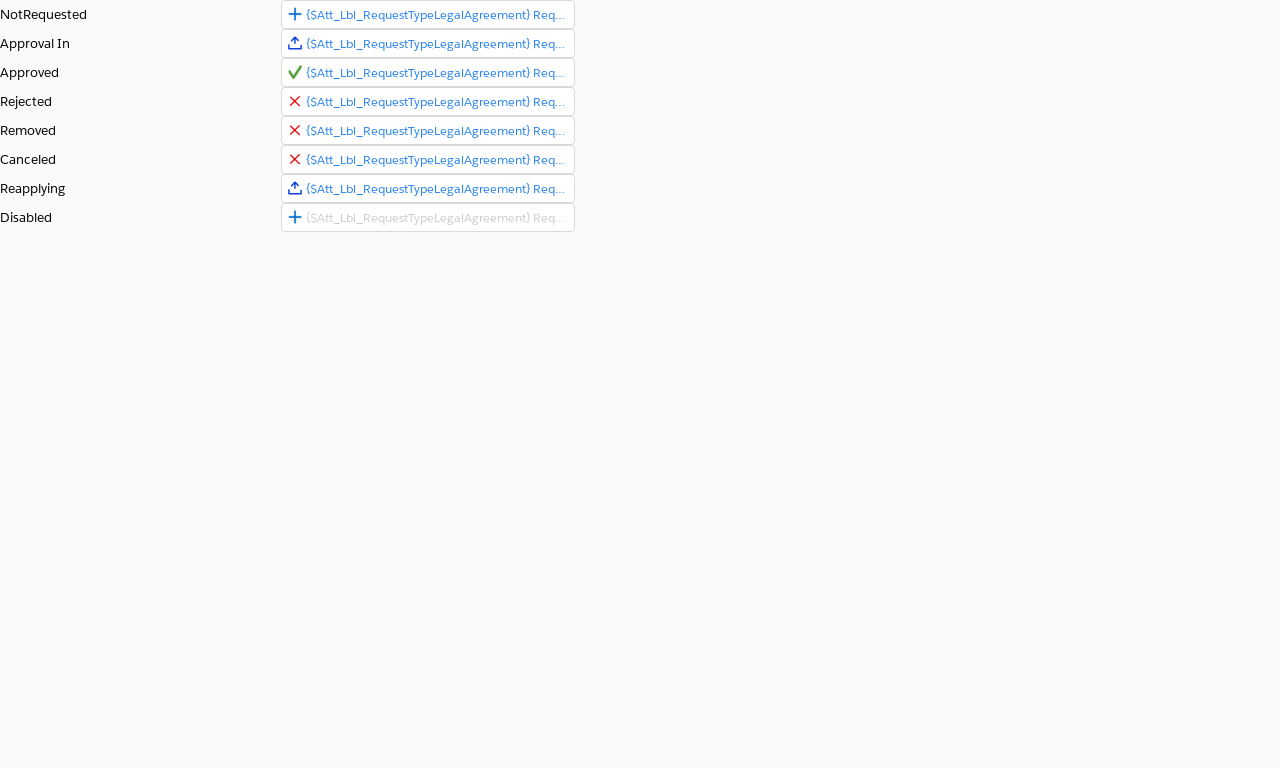 NotRequested {$Att_Lbl_RequestTypeLegalAgreement} Req...
Approval In {$Att_Lbl_RequestTypeLegalAgreement} Req...
Approved {$Att_Lbl_RequestTypeLegalAgreement} Req...
Rejected {$Att_Lbl_RequestTypeLegalAgreement} Req...
Removed {$Att_Lbl_RequestTypeLegalAgreement} Req...
Canceled {$Att_Lbl_RequestTypeLegalAgreement} Req...
Reapplying {$Att_Lbl_RequestTypeLegalAgreement} Req...
Disabled {$Att_Lbl_RequestTypeLegalAgreement} Req...